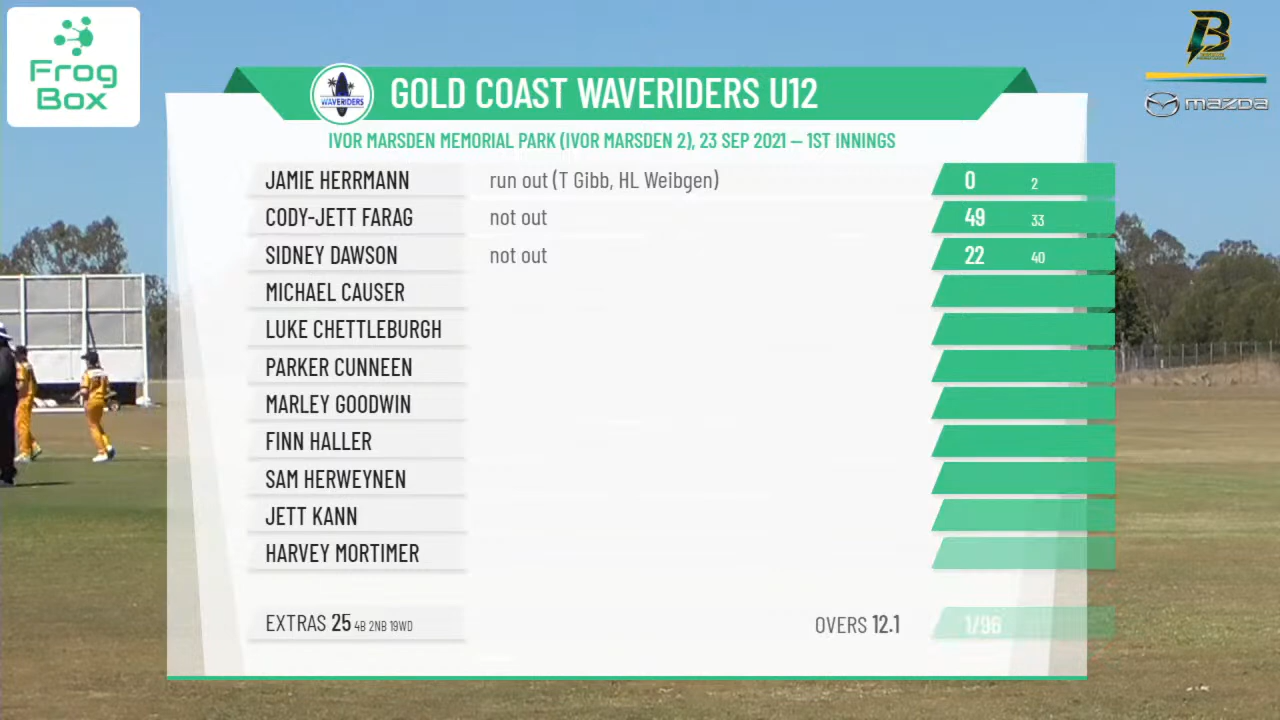 Frog
Box
B
mazda
WAVERIDERS
GOLD COAST WAVERIDERS U12
IVOR MARSDEN MEMORIAL PARK (IVOR MARSDEN 2), 23 SEP 2021 – 1ST INNINGS
JAMIE HERRMANN run out (T Gibb, HL Weibgen) 0 2
CODY-JETT FARAG not out 49 33
SIDNEY DAWSON not out 22 40
MICHAEL CAUSER
LUKE CHETTLEBURGH
PARKER CUNNEEN
MARLEY GOODWIN
FINN HALLER
SAM HERWEYNEN
JETT KANN
HARVEY MORTIMER
EXTRAS 25 4B 2NB 19WD OVERS 12.1 1/96